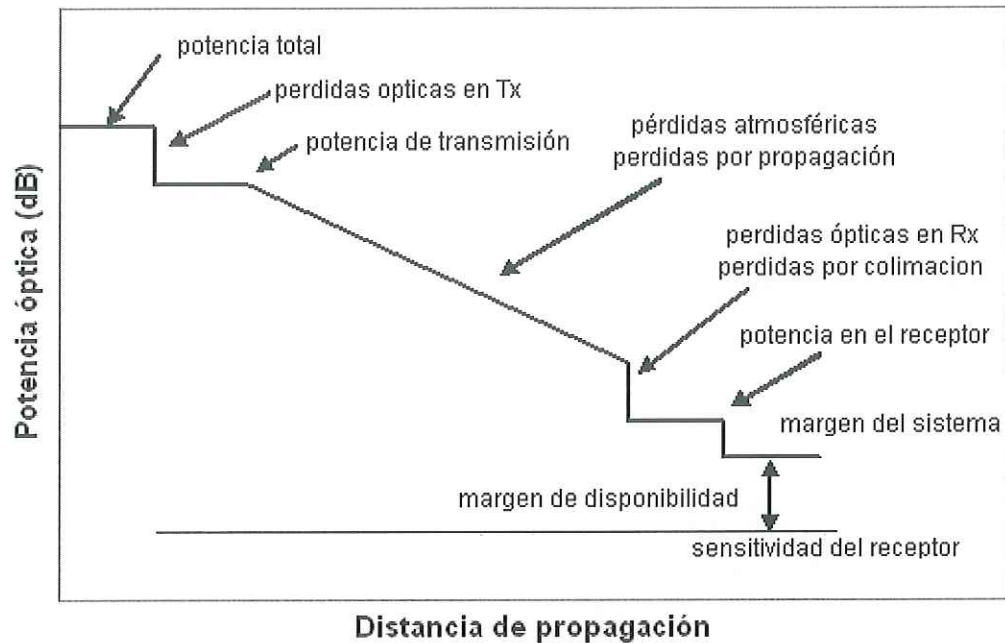 potencia total
perdidas opticas en Tx
potencia de transmisión
pérdidas atmosféricas
perdidas por propagación
perdidas ópticas en Rx
perdidas por colimacion
potencia en el receptor
margen del sistema
margen de disponibilidad
sensitividad del receptor
Potencia óptica (dB)
Distancia de propagación